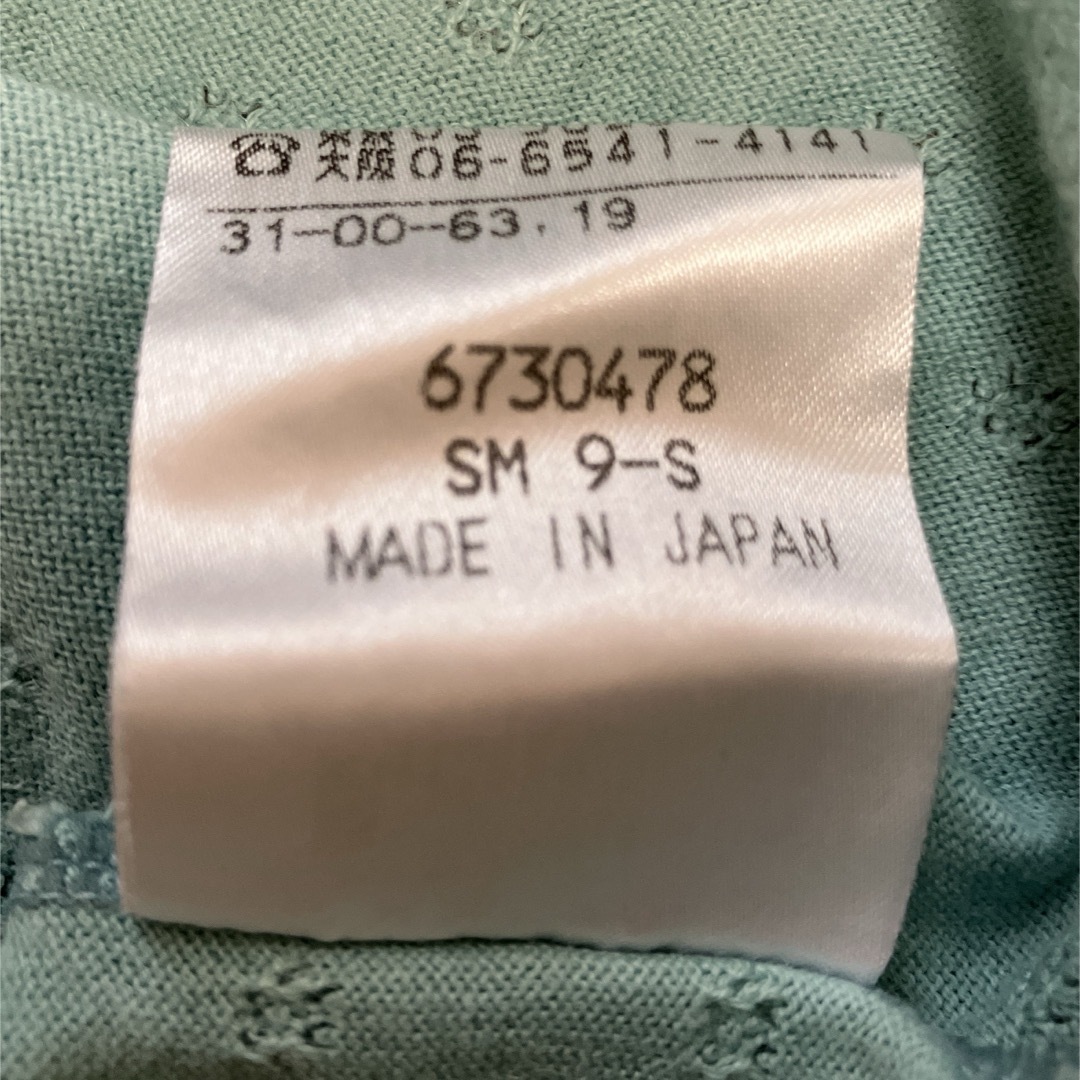 ☎ 大阪06-6541-4141
31-00-63.19
6730478
SM 9-S
MADE IN JAPAN